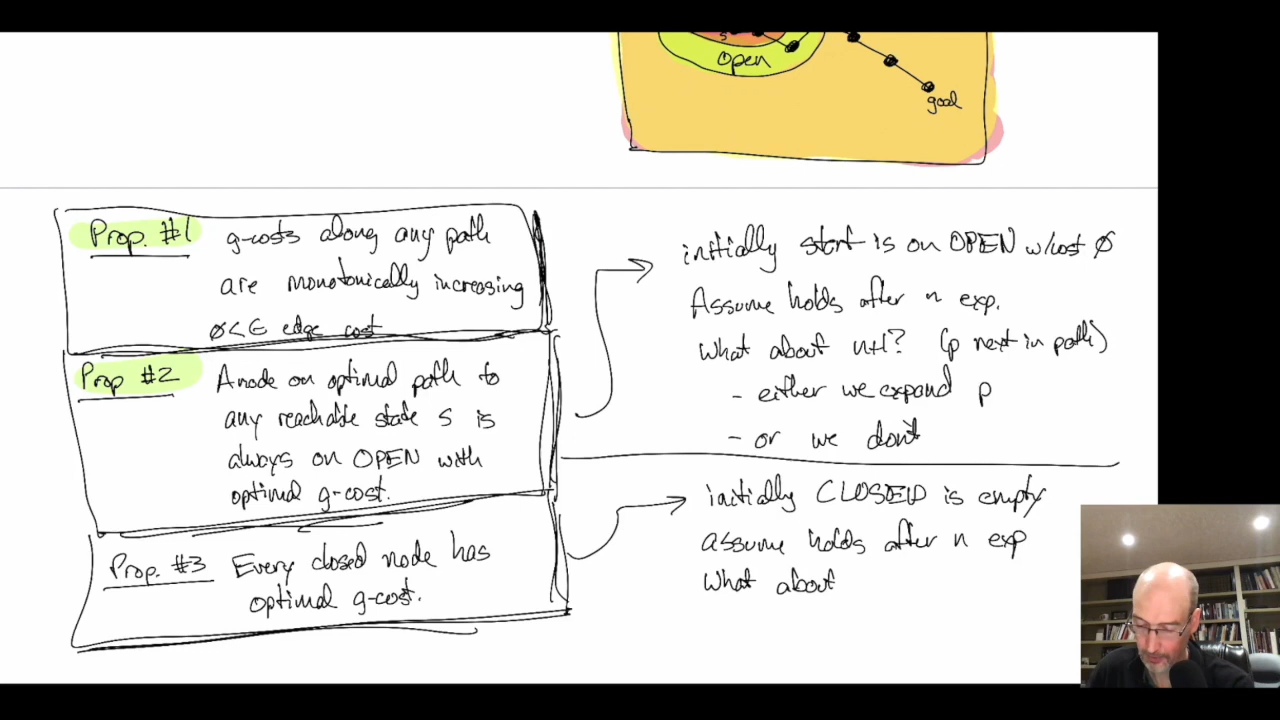 s
Open
goal
Prop. #1 g-costs along any path
are monotonically increasing
0<ϵ edge cost
Prop #2 A node on optimal path to
any reachable state s is
always on OPEN with
optimal g-cost.
Prop. #3 Every closed node has
optimal g-cost.
initially start is on OPEN w/cost 0
Assume holds after n exp.
What about n+1? (p next in path)
- either we expand p
- or we don't
initially CLOSED is empty
assume holds after n exp
What about